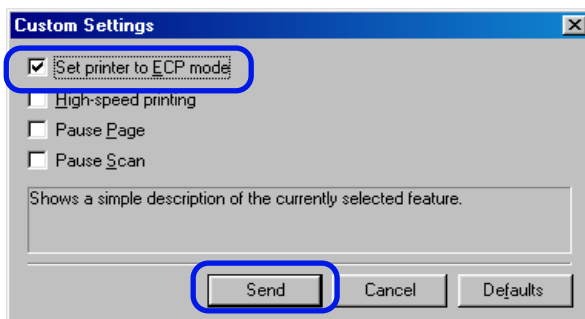 Custom Settings
Set printer to ECP mode
High-speed printing
Pause Page
Pause Scan
Shows a simple description of the currently selected feature.
Send Cancel Defaults